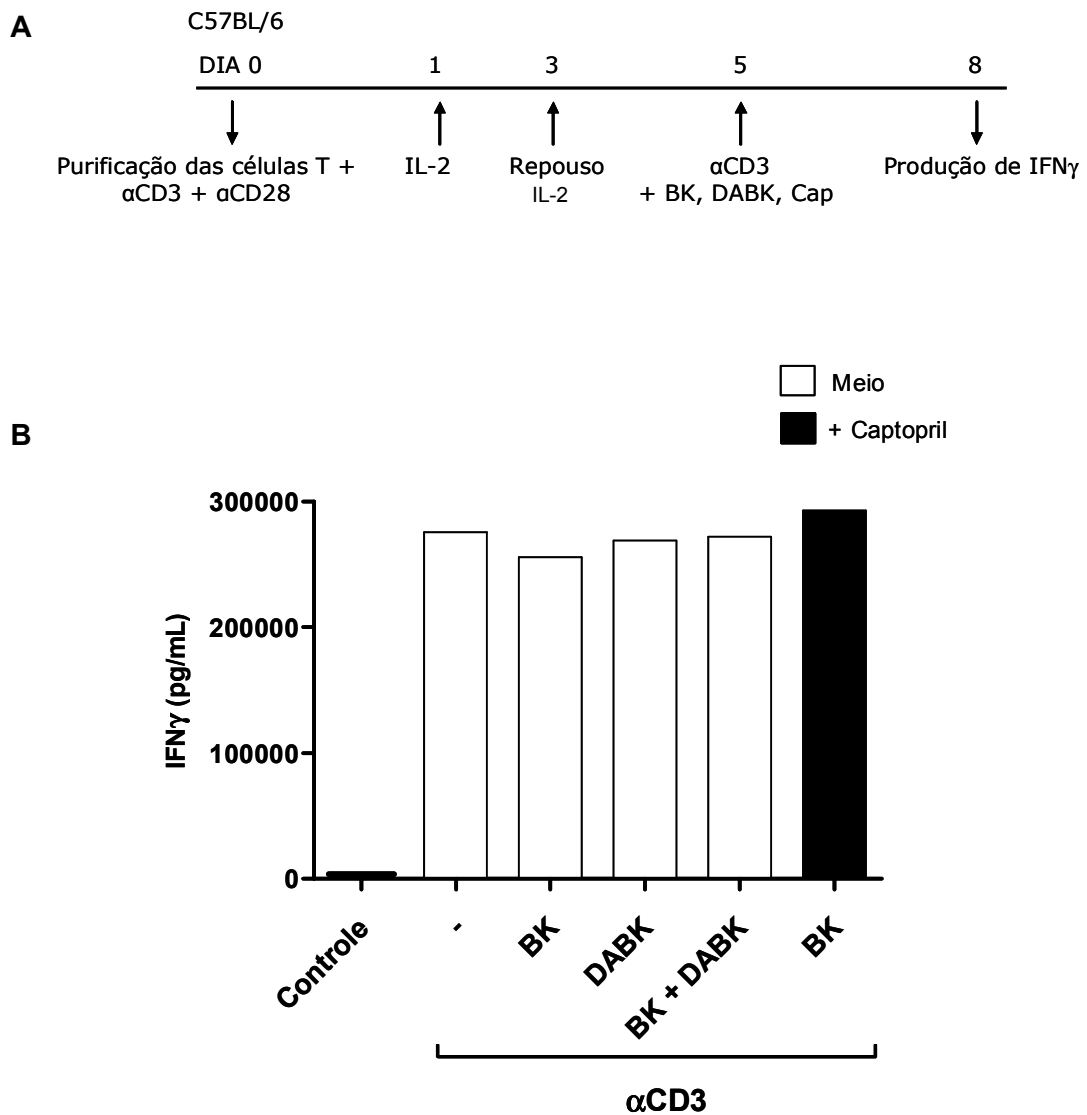 A
C57BL/6
DIA 0 1 3 5 8
Purificação das células T +
αCD3 + αCD28
IL-2
Repouso
IL-2
αCD3
+ BK, DABK, Cap
Produção de IFNγ
B
Meio
+ Captopril
IFNγ (pg/mL)
300000
200000
100000
0
Controle
-
BK
DABK
BK + DABK
BK
αCD3